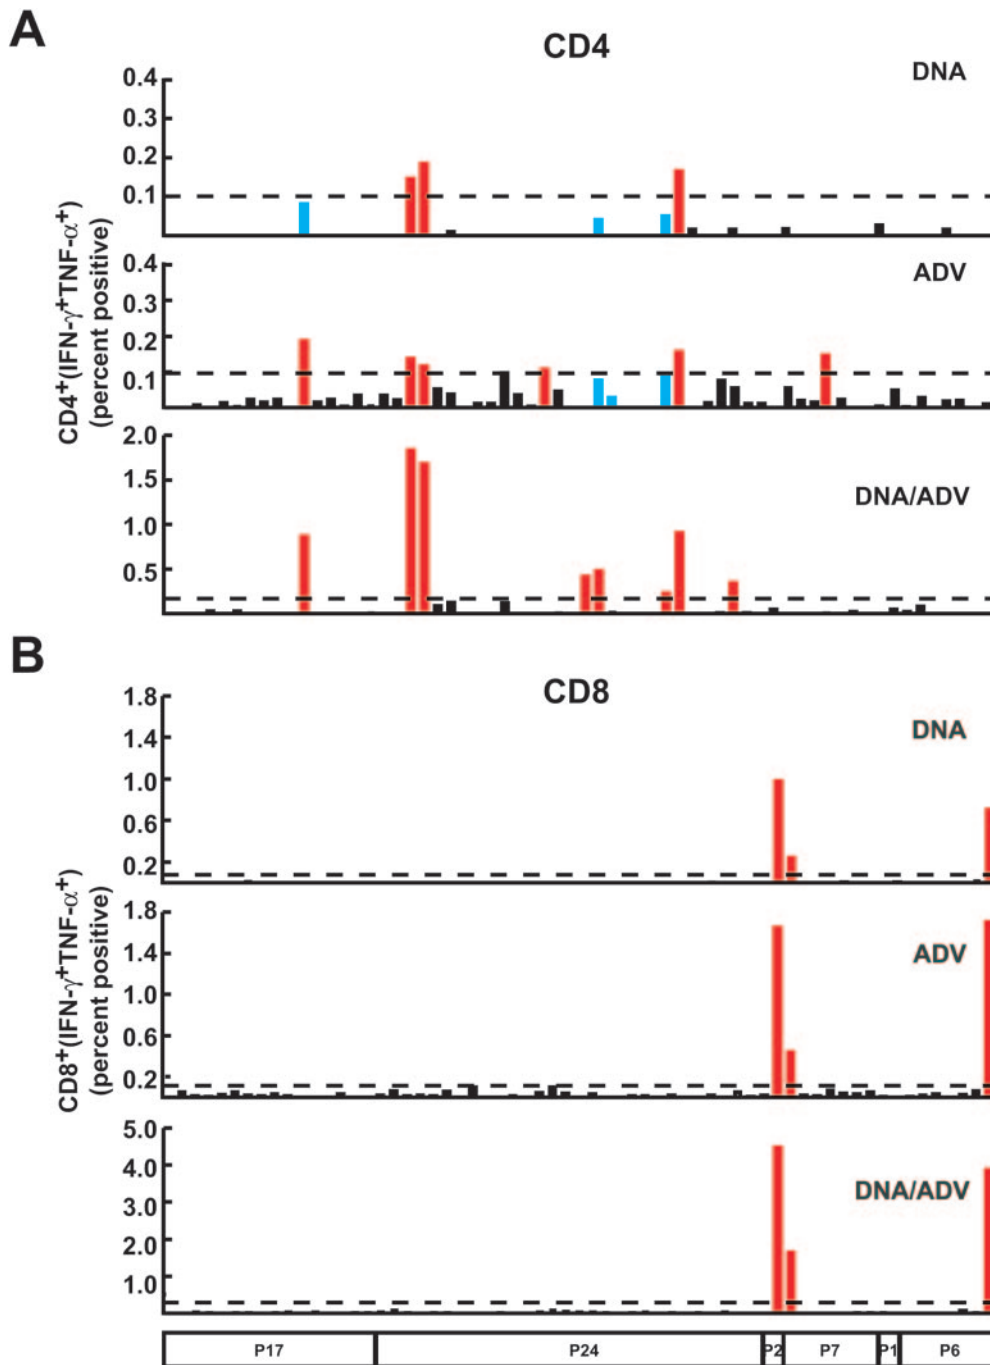 A
CD4
DNA
0.4
0.3
0.2
0.1
ADV
0.4
0.3
0.2
0.1
CD4+(IFN-γ+TNF-α+)
(percent positive)
DNA/ADV
2.0
1.5
1.0
0.5
B
CD8
DNA
1.8
1.4
1.0
0.6
0.2
ADV
1.8
1.4
1.0
0.6
0.2
CD8+(IFN-γ+TNF-α+)
(percent positive)
DNA/ADV
5.0
4.0
3.0
2.0
1.0
P17 P24 P2 P7 P1 P6